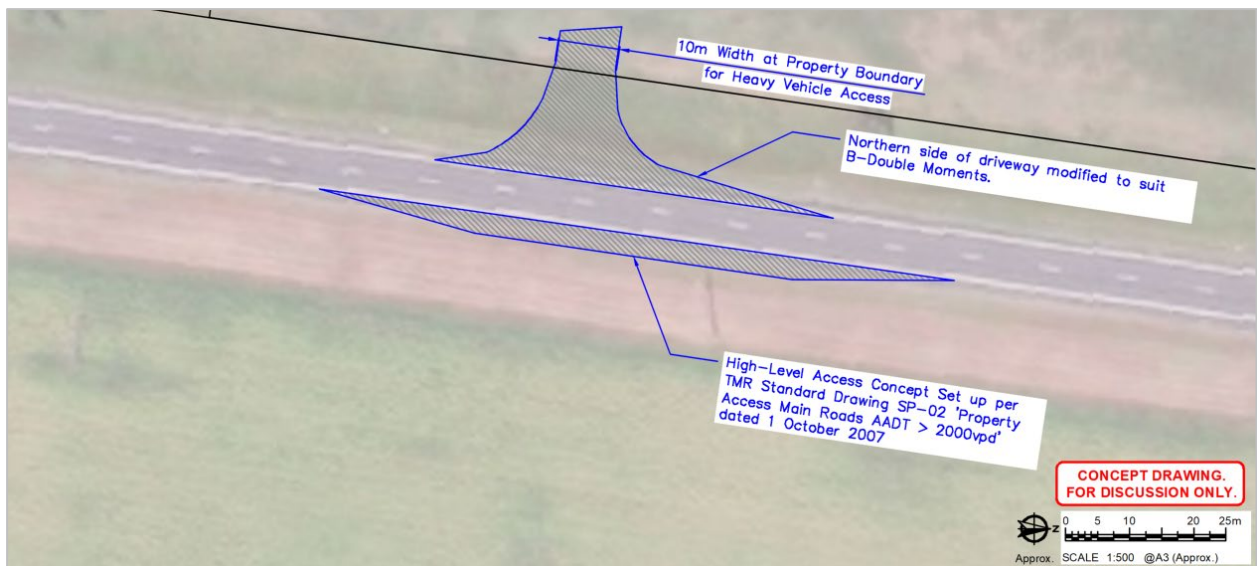 10m Width at Property Boundary
for Heavy Vehicle Access
Northern side of driveway modified to suit
B-Double Moments.
High-Level Access Concept Set up per
TMR Standard Drawing SP-02 'Property
Access Main Roads AADT > 2000vpd'
dated 1 October 2007
CONCEPT DRAWING.
FOR DISCUSSION ONLY.
Z
0 5 10 20 25m
Approx. SCALE 1:500 @A3 (Approx.)